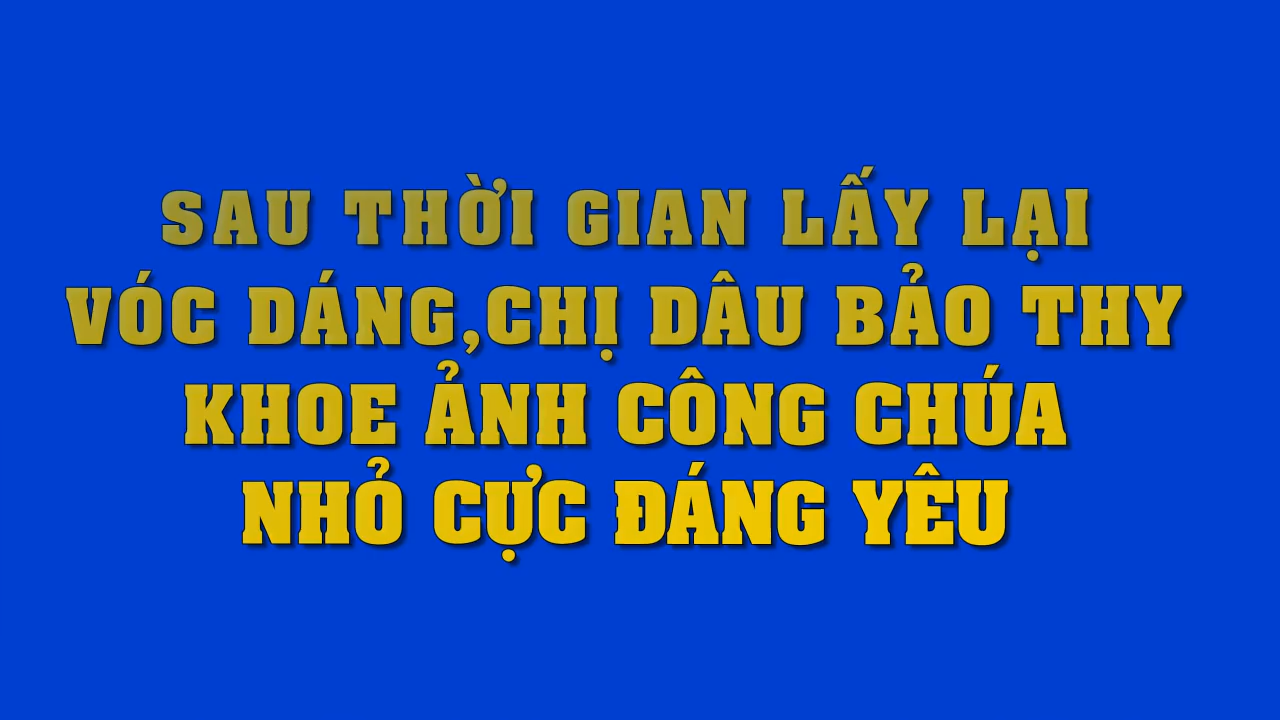 SAU THỜI GIAN LẤY LẠI
VÓC DÁNG,CHỊ DÂU BẢO THY
KHOE ẢNH CÔNG CHÚA
NHỎ CỰC ĐÁNG YÊU